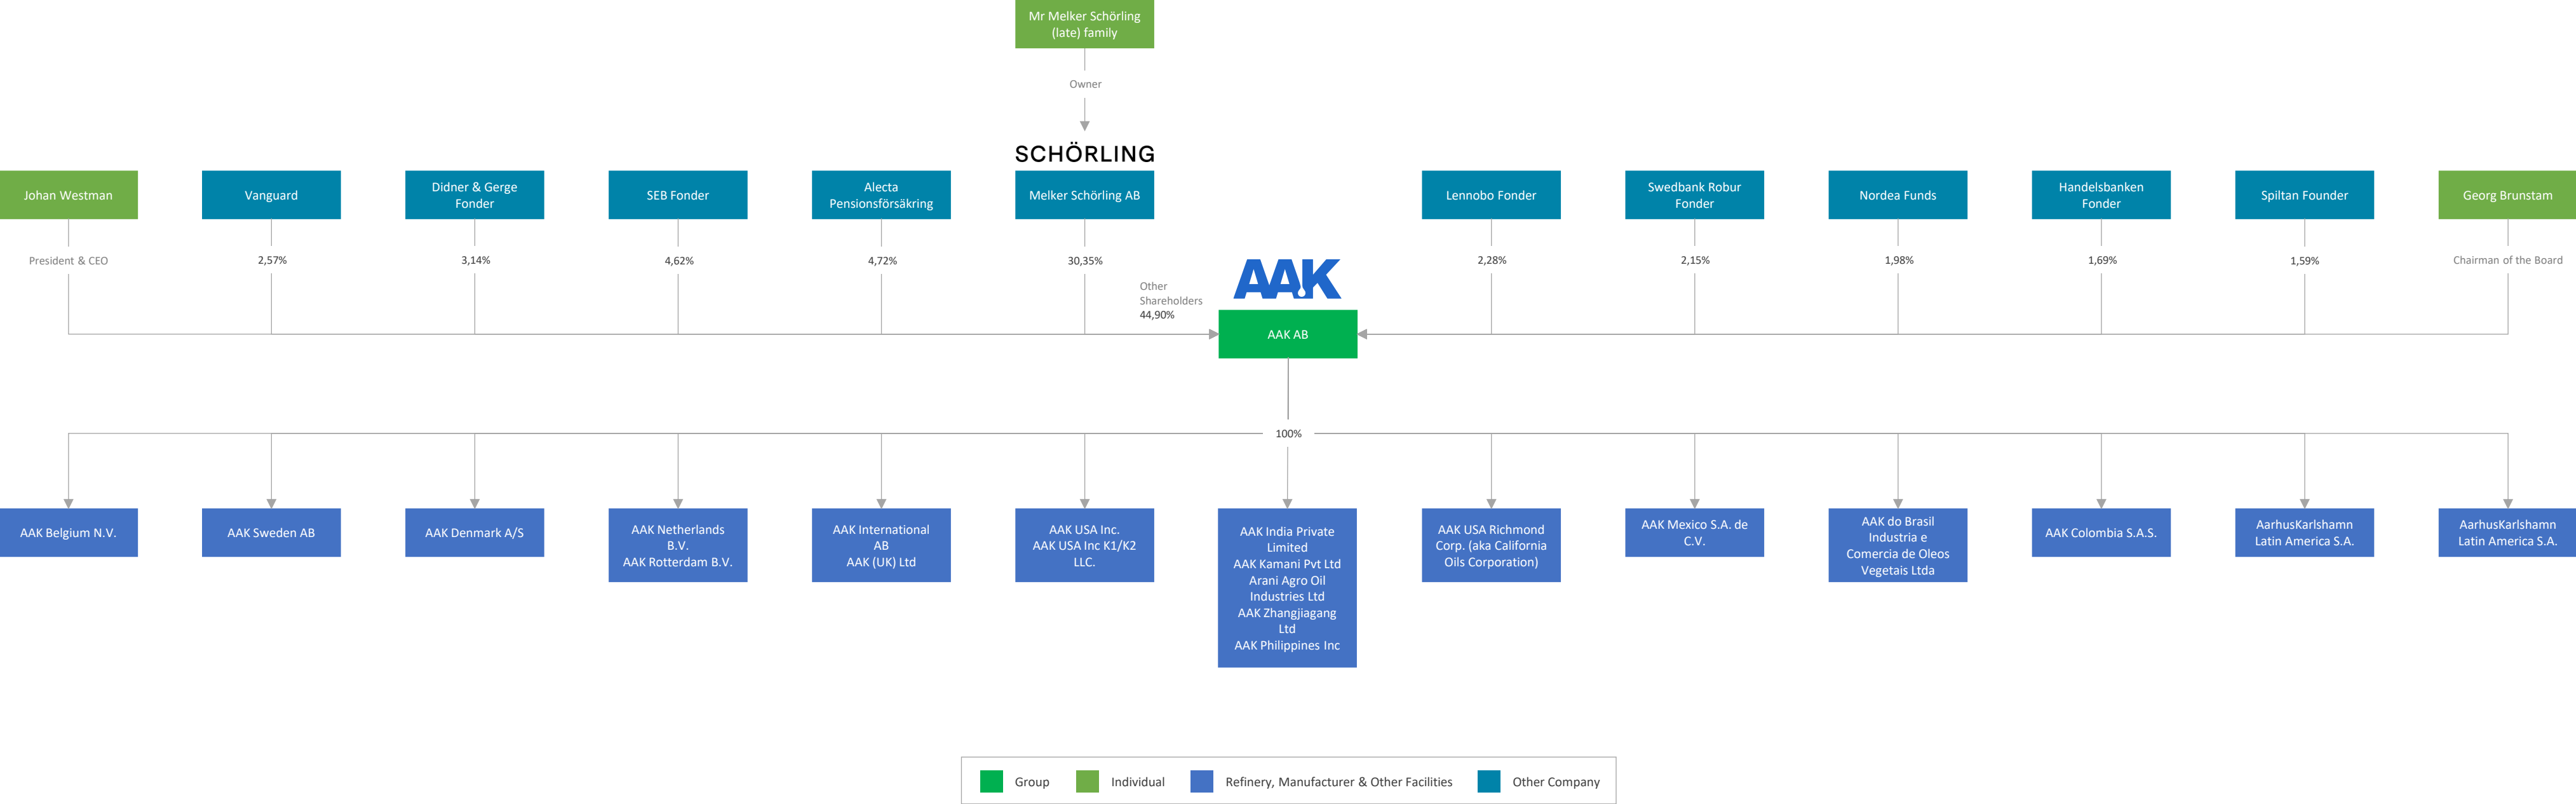 Mr Melker Schörling
(late) family
Owner
SCHÖRLING
Johan Westman
Vanguard
Didner & Gerge
Fonder
SEB Fonder
Alecta
Pensionsförsäkring
Melker Schörling AB
Lennobo Fonder
Swedbank Robur
Fonder
Nordea Funds
Handelsbanken
Fonder
Spiltan Founder
Georg Brunstam
President & CEO
2,57%
3,14%
4,62%
4,72%
30,35%
2,28%
2,15%
1,98%
1,69%
1,59%
Chairman of the Board
Other
Shareholders
44,90%
AAK
AAK AB
100%
AAK Belgium N.V.
AAK Sweden AB
AAK Denmark A/S
AAK Netherlands
B.V.
AAK Rotterdam B.V.
AAK International
AB
AAK (UK) Ltd
AAK USA Inc.
AAK USA Inc K1/K2
LLC.
AAK India Private
Limited
AAK Kamani Pvt Ltd
Arani Agro Oil
Industries Ltd
AAK Zhangjiagang
Ltd
AAK Philippines Inc
AAK USA Richmond
Corp. (aka California
Oils Corporation)
AAK Mexico S.A. de
C.V.
AAK do Brasil
Industria e
Comercia de Oleos
Vegetais Ltda
AAK Colombia S.A.S.
AarhusKarlshamn
Latin America S.A.
AarhusKarlshamn
Latin America S.A.
Group
Individual
Refinery, Manufacturer & Other Facilities
Other Company